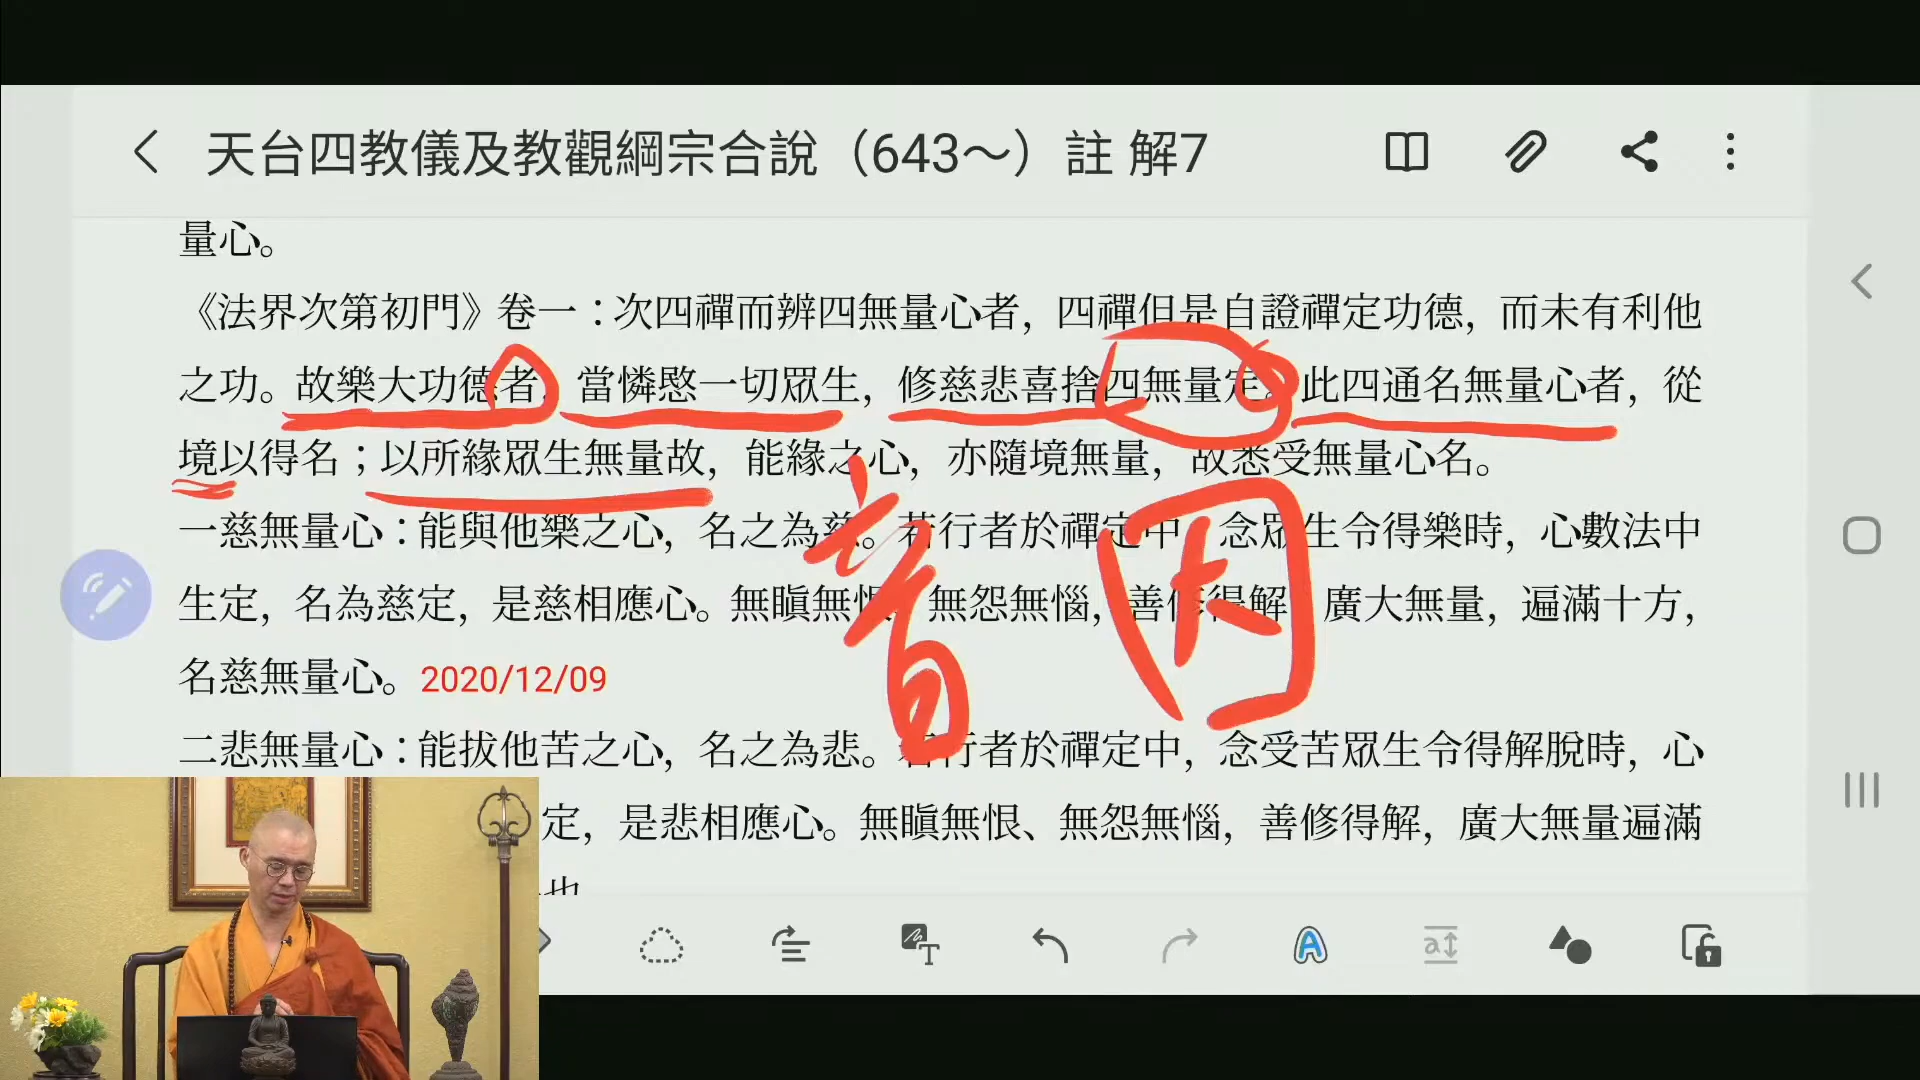 天台四教儀及教觀綱宗合說（643～）註 解7
量心。
《法界次第初門》卷一：次四禪而辨四無量心者，四禪但是自證禪定功德，而未有利他
之功。故樂大功德者，當憐愍一切眾生，修慈悲喜捨四無量定。此四通名無量心者，從
境以得名；以所緣眾生無量故，能緣之心，亦隨境無量，故悉受無量心名。
一慈無量心：能與他樂之心，名之為慈。若行者於禪定中，念眾生令得樂時，心數法中
生定，名為慈定，是慈相應心。無瞋無恨、無怨無惱，善修得解，廣大無量，遍滿十方，
名慈無量心。2020/12/09
二悲無量心：能拔他苦之心，名之為悲。若行者於禪定中，念受苦眾生令得解脫時，心
定，是悲相應心。無瞋無恨、無怨無惱，善修得解，廣大無量遍滿
也
音 因